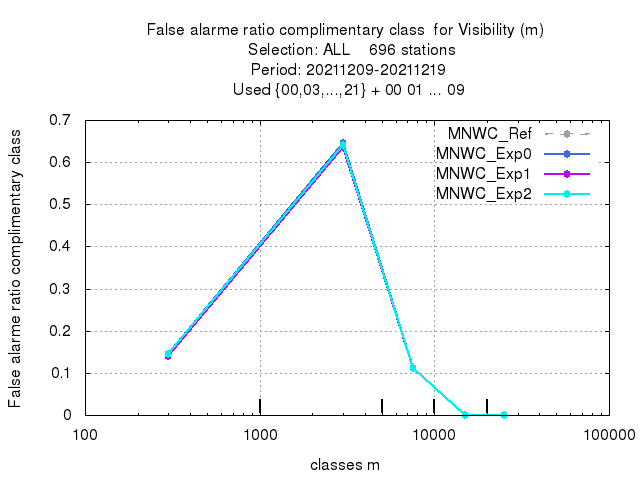 False alarme ratio complimentary class  for Visibility (m)
Selection: ALL    696 stations
Period: 20211209-20211219
Used {00,03,...,21} + 00 01 ... 09
False alarme ratio complimentary class
0.7
0.6
0.5
0.4
0.3
0.2
0.1
0
MNWC_Ref
MNWC_Exp0
MNWC_Exp1
MNWC_Exp2
100
1000
10000
100000
classes m